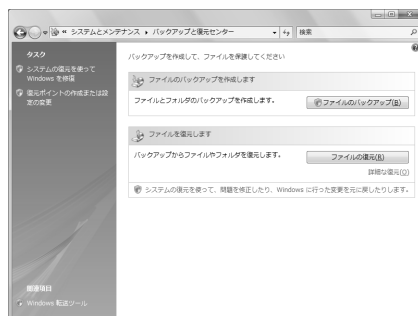 « システムとメンテナンス ▸ バックアップと復元センター
検索
タスク
システムの復元を使って
Windows を修復
復元ポイントの作成または設
定の変更
関連項目
Windows 転送ツール
バックアップを作成して、ファイルを保護してください
ファイルのバックアップを作成します
ファイルとフォルダのバックアップを作成します。
ファイルのバックアップ(B)
ファイルを復元します
バックアップからファイルやフォルダを復元します。
ファイルの復元(R)
詳細な復元(O)
システムの復元を使って、問題を修正したり、Windows に行った変更を元に戻したりします。